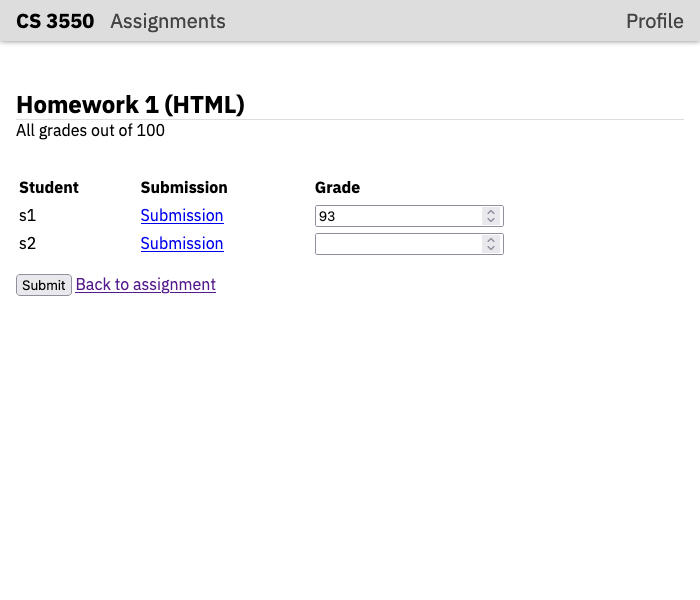 CS 3550 Assignments Profile
Homework 1 (HTML)
All grades out of 100
Student Submission Grade
s1 Submission 93
s2 Submission
Submit Back to assignment